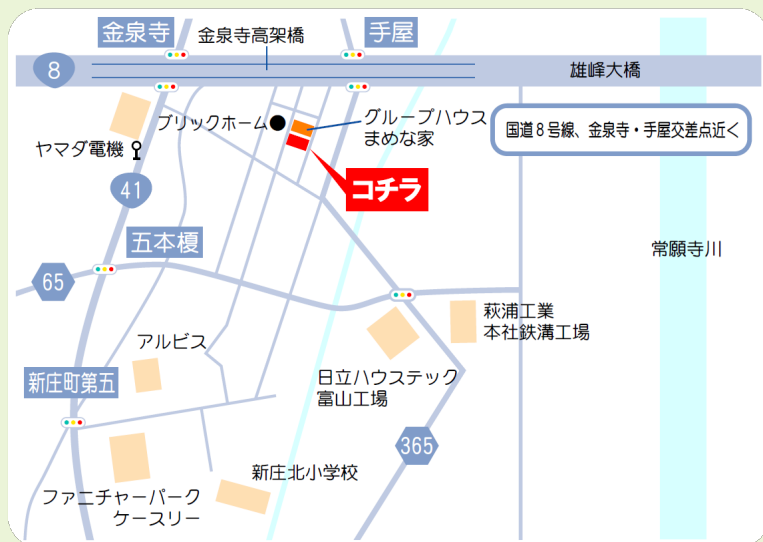 金泉寺
金泉寺高架橋
手屋
8
雄峰大橋
ブリックホーム
グループハウス
まめな家
国道8号線、金泉寺・手屋交差点近く
ヤマダ電機
コチラ
41
五本榎
常願寺川
65
萩浦工業
本社鉄溝工場
アルビス
日立ハウステック
富山工場
新庄町第五
365
新庄北小学校
ファニチャーパーク
ケースリー